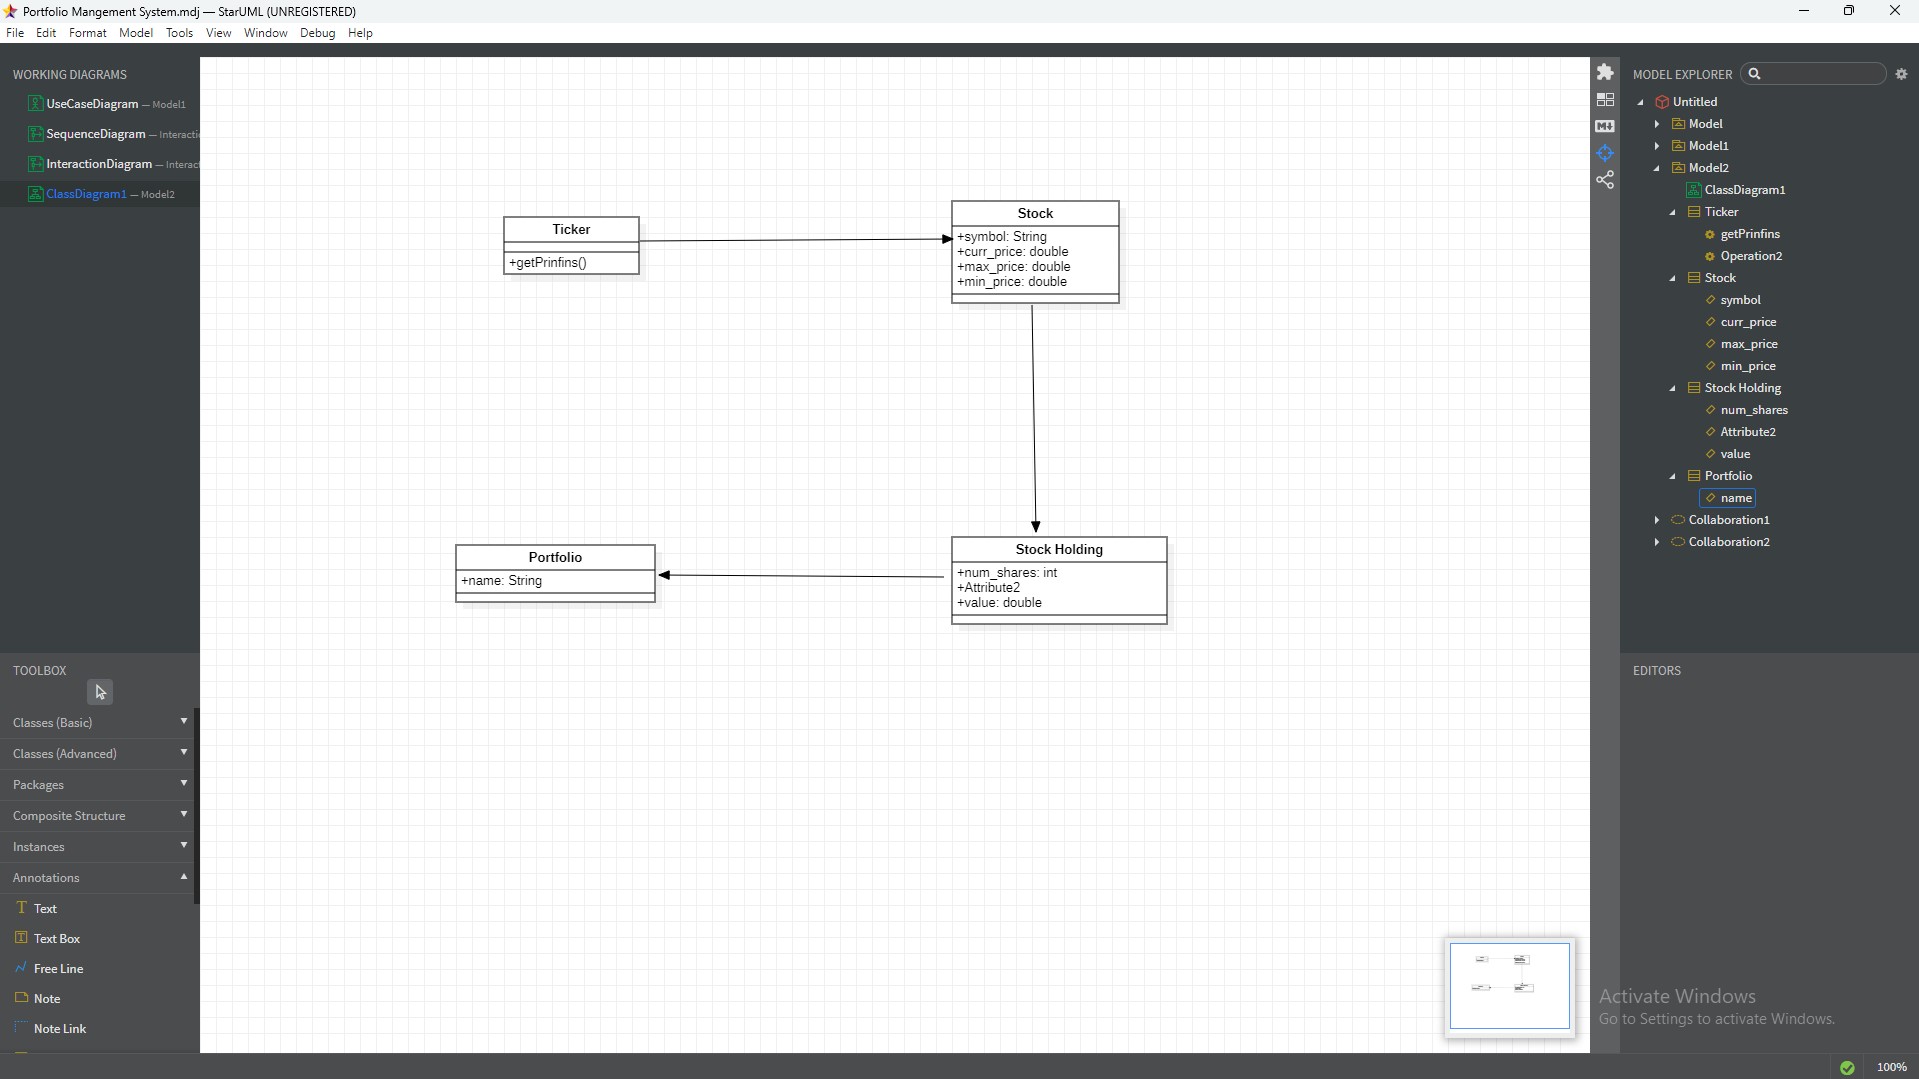 Portfolio Mangement System.mdj — StarUML (UNREGISTERED)
File Edit Format Model Tools View Window Debug Help
WORKING DIAGRAMS
UseCaseDiagram — Model1
SequenceDiagram — Interacti
InteractionDiagram — Interact
ClassDiagram1 — Model2
TOOLBOX
Classes (Basic)
Classes (Advanced)
Packages
Composite Structure
Instances
Annotations
Text
Text Box
Free Line
Note
Note Link
Ticker
+getPrinfins()
Stock
+symbol: String
+curr_price: double
+max_price: double
+min_price: double
Portfolio
+name: String
Stock Holding
+num_shares: int
+Attribute2
+value: double
MODEL EXPLORER
Untitled
Model
Model1
Model2
ClassDiagram1
Ticker
getPrinfins
Operation2
Stock
symbol
curr_price
max_price
min_price
Stock Holding
num_shares
Attribute2
value
Portfolio
name
Collaboration1
Collaboration2
EDITORS
Activate Windows
Go to Settings to activate Windows.
100%